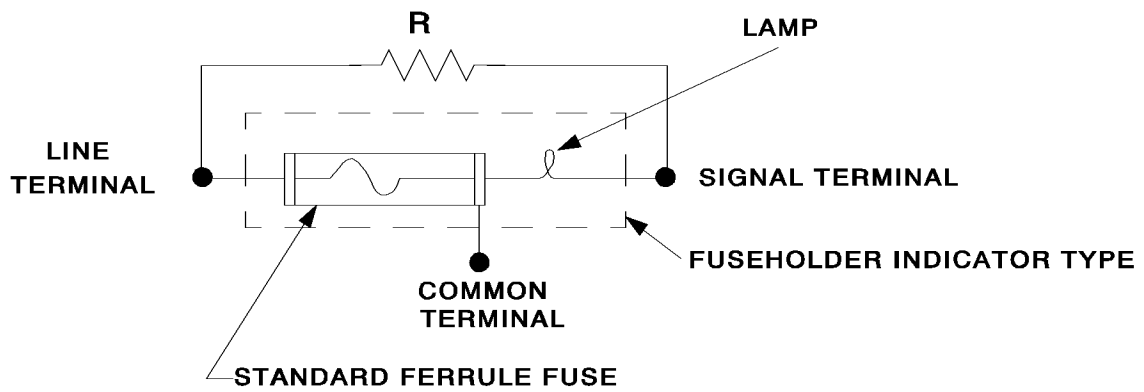 R
LAMP
LINE
TERMINAL
SIGNAL TERMINAL
FUSEHOLDER INDICATOR TYPE
COMMON
TERMINAL
STANDARD FERRULE FUSE